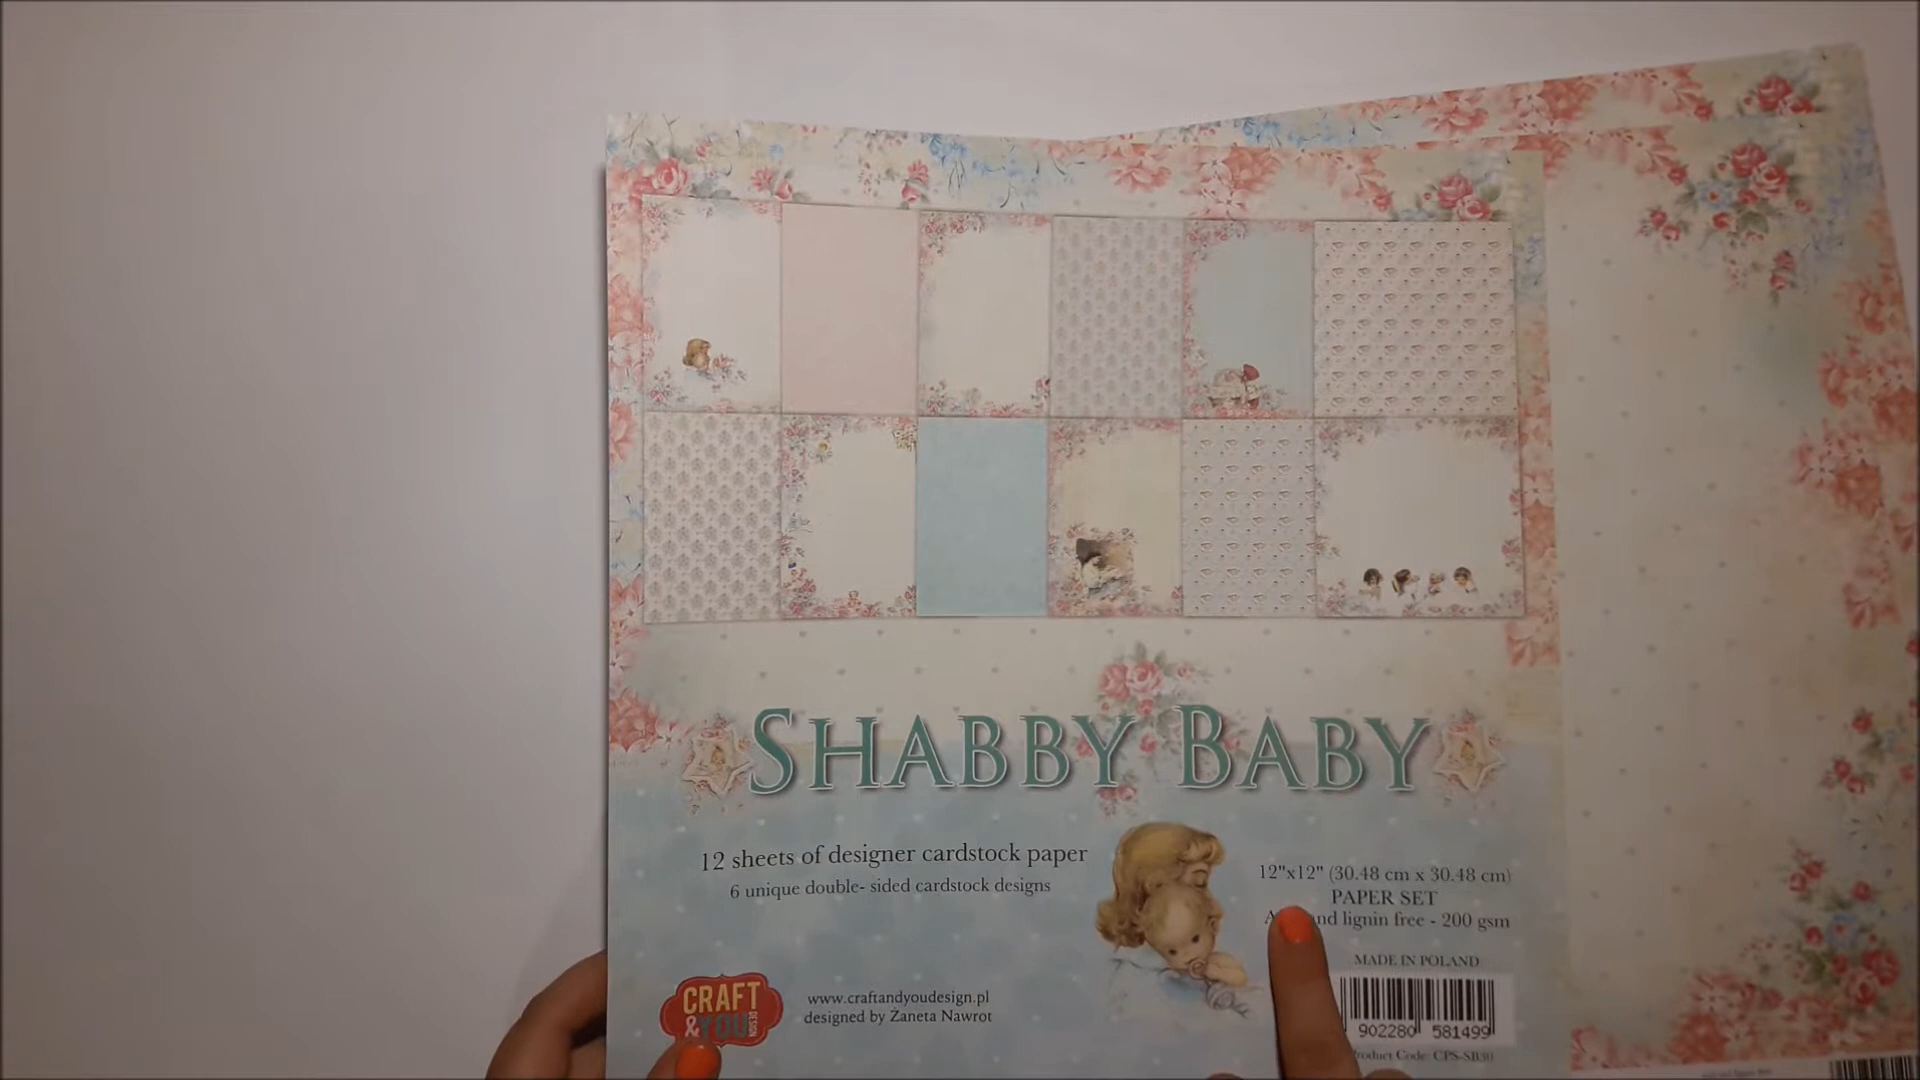 SHABBY BABY
12 sheets of designer cardstock paper
6 unique double- sided cardstock designs
12"x12" (30.48 cm x 30.48 cm)
PAPER SET
lignin free - 200 gsm
MADE IN POLAND
CRAFT
&YOU
DESIGN
www.craftandyoudesign.pl
designed by Żaneta Nawrot
902280 581499
Product Code: CPS-SB30